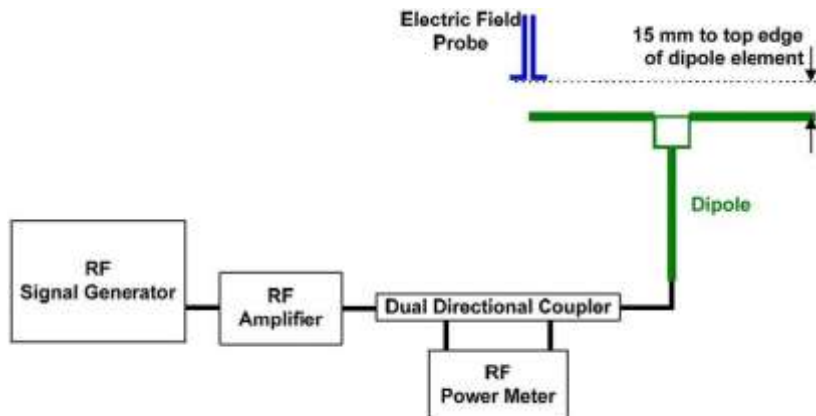 Electric Field
Probe
15 mm to top edge
of dipole element
Dipole
RF
Signal Generator
RF
Amplifier
Dual Directional Coupler
RF
Power Meter